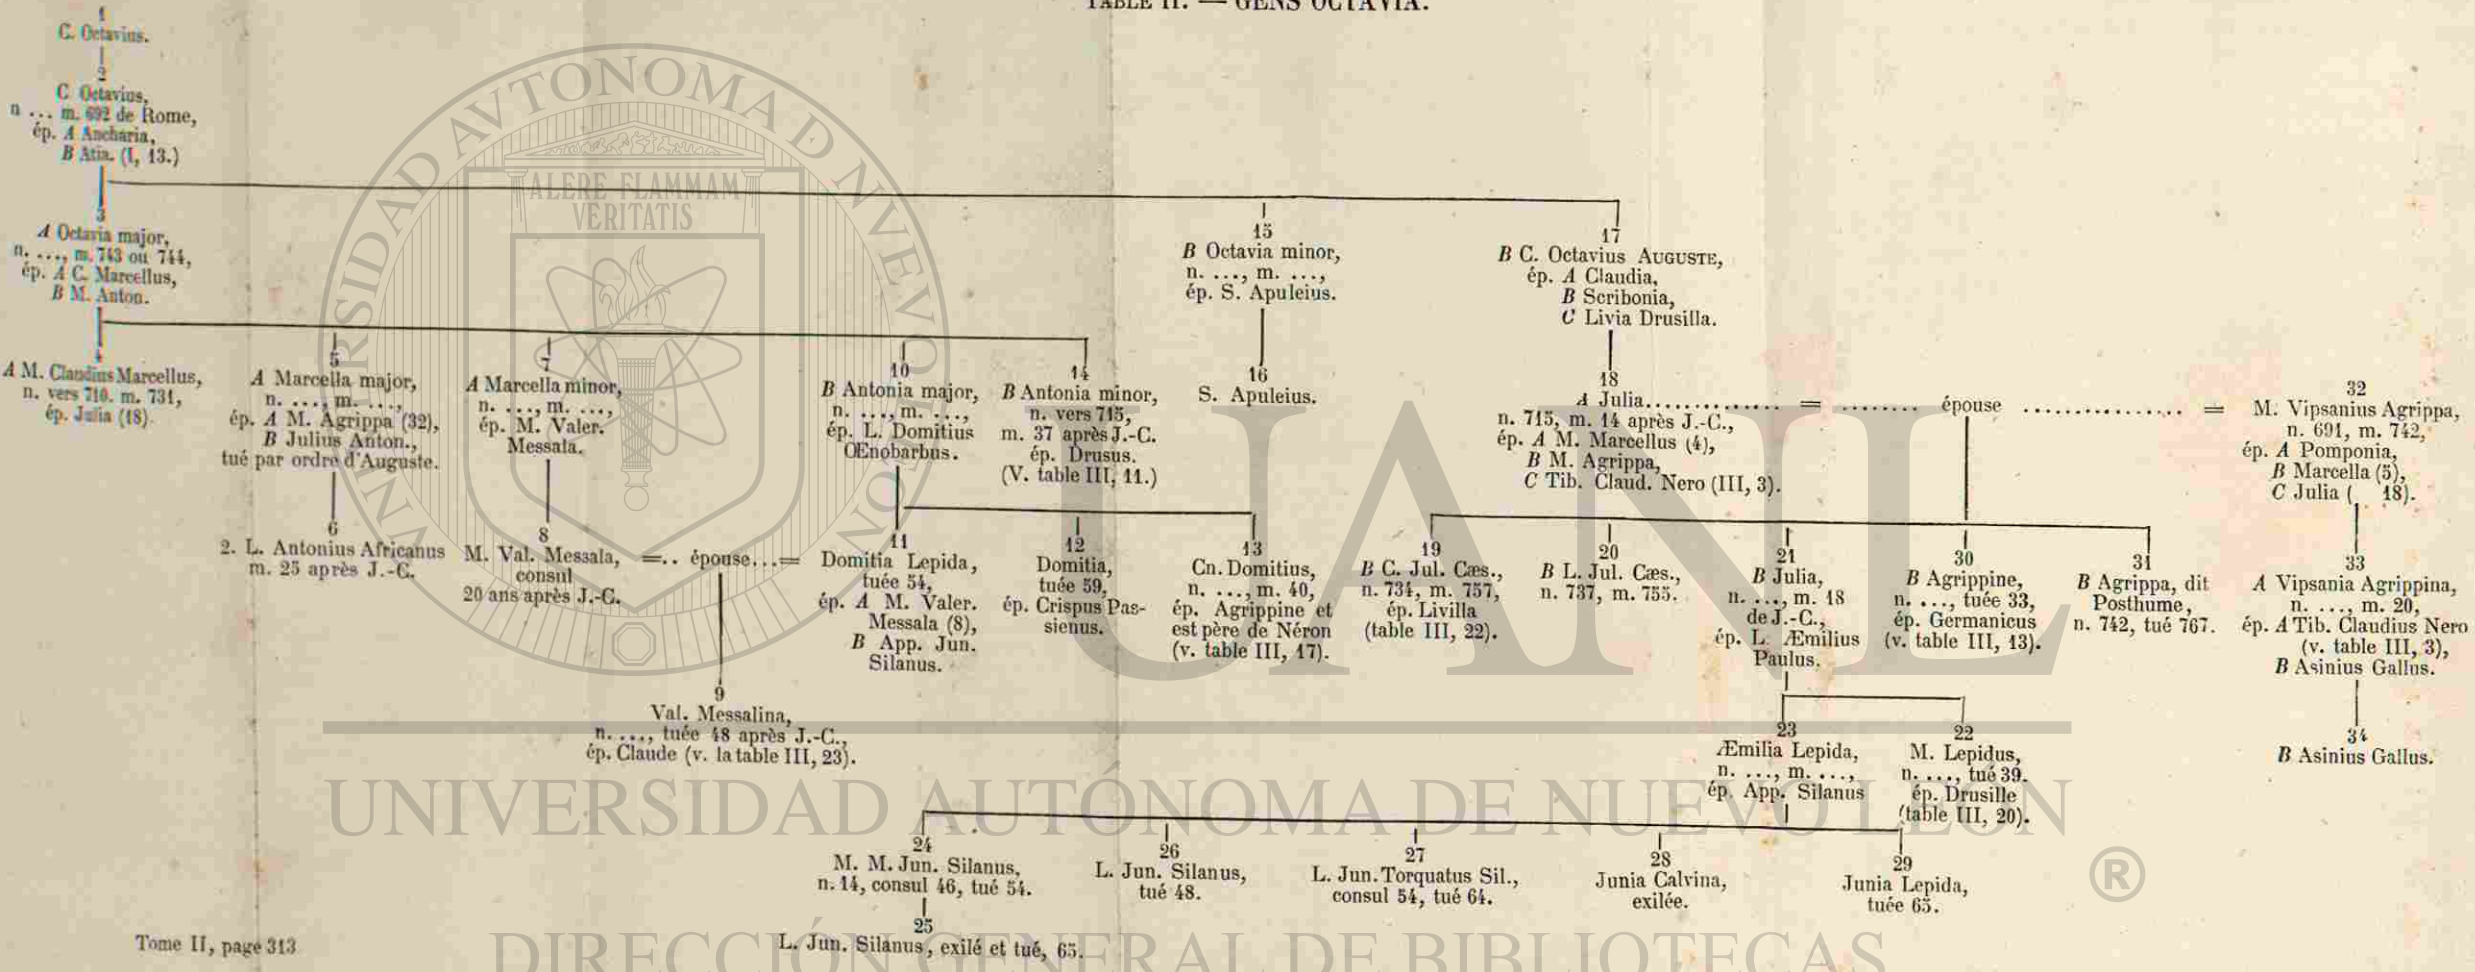 TABLE II. — GENS OCTAVIA.
1
C. Octavius.
2
C Octavius,
n ... m. 692 de Rome,
ép. A Ancharia,
B Atia. (I, 13.)
3
A Octavia major,
n. ..., m. 743 ou 744,
ép. A C. Marcellus,
B M. Anton.
15
B Octavia minor,
n. ..., m. ...,
ép. S. Apuleius.
17
B C. Octavius AUGUSTE,
ép. A Claudia,
B Scribonia,
C Livia Drusilla.
4
A M. Claudius Marcellus,
n. vers 710. m. 731,
ép. Julia (18).
5
A Marcella major,
n. ..., m. ...,
ép. A M. Agrippa (32),
B Julius Anton.,
tué par ordre d'Auguste.
7
A Marcella minor,
n. ..., m. ...,
ép. M. Valer.
Messala.
10
B Antonia major,
n. ..., m. ...,
ép. L. Domitius
OEnobarbus.
14
B Antonia minor,
n. vers 715,
m. 37 après J.-C.
ép. Drusus.
(V. table III, 11.)
16
S. Apuleius.
18
A Julia............... = ........ épouse ................ =
n. 715, m. 14 après J.-C.,
ép. A M. Marcellus (4),
B M. Agrippa,
C Tib. Claud. Nero (III, 3).
32
M. Vipsanius Agrippa,
n. 691, m. 742,
ép. A Pomponia,
B Marcella (5),
C Julia ( 18).
6
2. L. Antonius Africanus
m. 25 après J.-C.
8
M. Val. Messala, =.. épouse...=
consul
20 ans après J.-C.
11
Domitia Lepida,
tuée 54,
ép. A M. Valer.
Messala (8),
B App. Jun.
Silanus.
12
Domitia,
tuée 59,
ép. Crispus Pas-
sienus.
13
Cn. Domitius,
n. ..., m. 40,
ép. Agrippine et
est père de Néron
(v. table III, 17).
19
B C. Jul. Cæs.,
n. 734, m. 757,
ép. Livilla
(table III, 22).
20
B L. Jul. Cæs.,
n. 737, m. 755.
21
B Julia,
n. ..., m. 18
de J.-C.,
ép. L. Æmilius
Paulus.
30
B Agrippine,
n. ..., tuée 33,
ép. Germanicus
(v. table III, 13).
31
B Agrippa, dit
Posthume,
n. 742, tué 767.
33
A Vipsania Agrippina,
n. ..., m. 20,
ép. A Tib. Claudius Nero
(v. table III, 3),
B Asinius Gallus.
9
Val. Messalina,
n. ..., tuée 48 après J.-C.,
ép. Claude (v. la table III, 23).
23
Æmilia Lepida,
n. ..., m. ...,
ép. App. Silanus
22
M. Lepidus,
n. ..., tué 39.
ép. Drusille
(table III, 20).
34
B Asinius Gallus.
24
M. M. Jun. Silanus,
n. 14, consul 46, tué 54.
26
L. Jun. Silanus,
tué 48.
27
L. Jun. Torquatus Sil.,
consul 54, tué 64.
28
Junia Calvina,
exilée.
29
Junia Lepida,
tuée 65.
25
L. Jun. Silanus, exilé et tué, 65.
Tome II, page 313
UNIVERSIDAD AVTONOMA DE NVEVO LEON
ALERE FLAMMAM
VERITATIS
UANL
UNIVERSIDAD AUTÓNOMA DE NUEVO LEÓN
®
DIRECCIÓN GENERAL DE BIBLIOTECAS